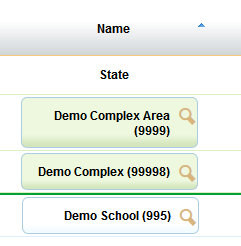 Name
State
Demo Complex Area
(9999)
Demo Complex (99998)
Demo School (995)